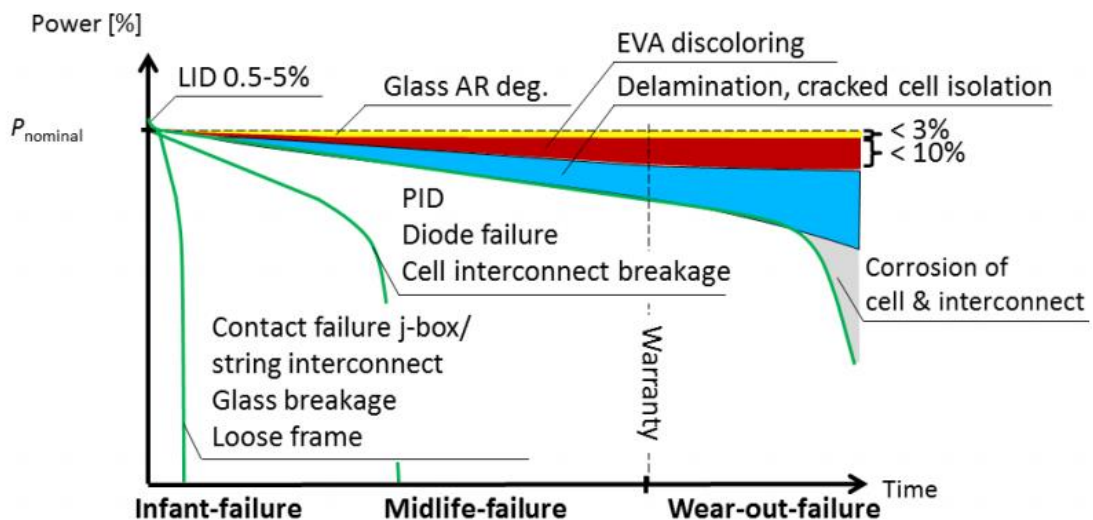 Power [%]
LID 0.5-5%
EVA discoloring
Glass AR deg.
Delamination, cracked cell isolation
Pnominal
< 3%
< 10%
PID
Diode failure
Cell interconnect breakage
Corrosion of
cell & interconnect
Contact failure j-box/
string interconnect
Glass breakage
Loose frame
Warranty
Time
Infant-failure
Midlife-failure
Wear-out-failure